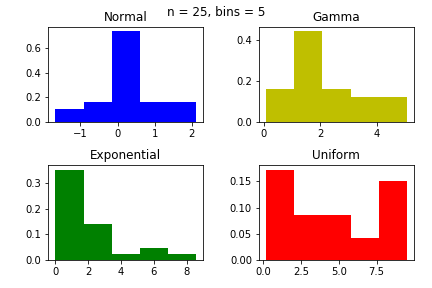 n = 25, bins = 5
Normal
0.6
0.4
0.2
0.0
−1 0 1 2
Gamma
0.4
0.2
0.0
0 2 4
Exponential
0.3
0.2
0.1
0.0
0 2 4 6 8
Uniform
0.15
0.10
0.05
0.00
0.0 2.5 5.0 7.5